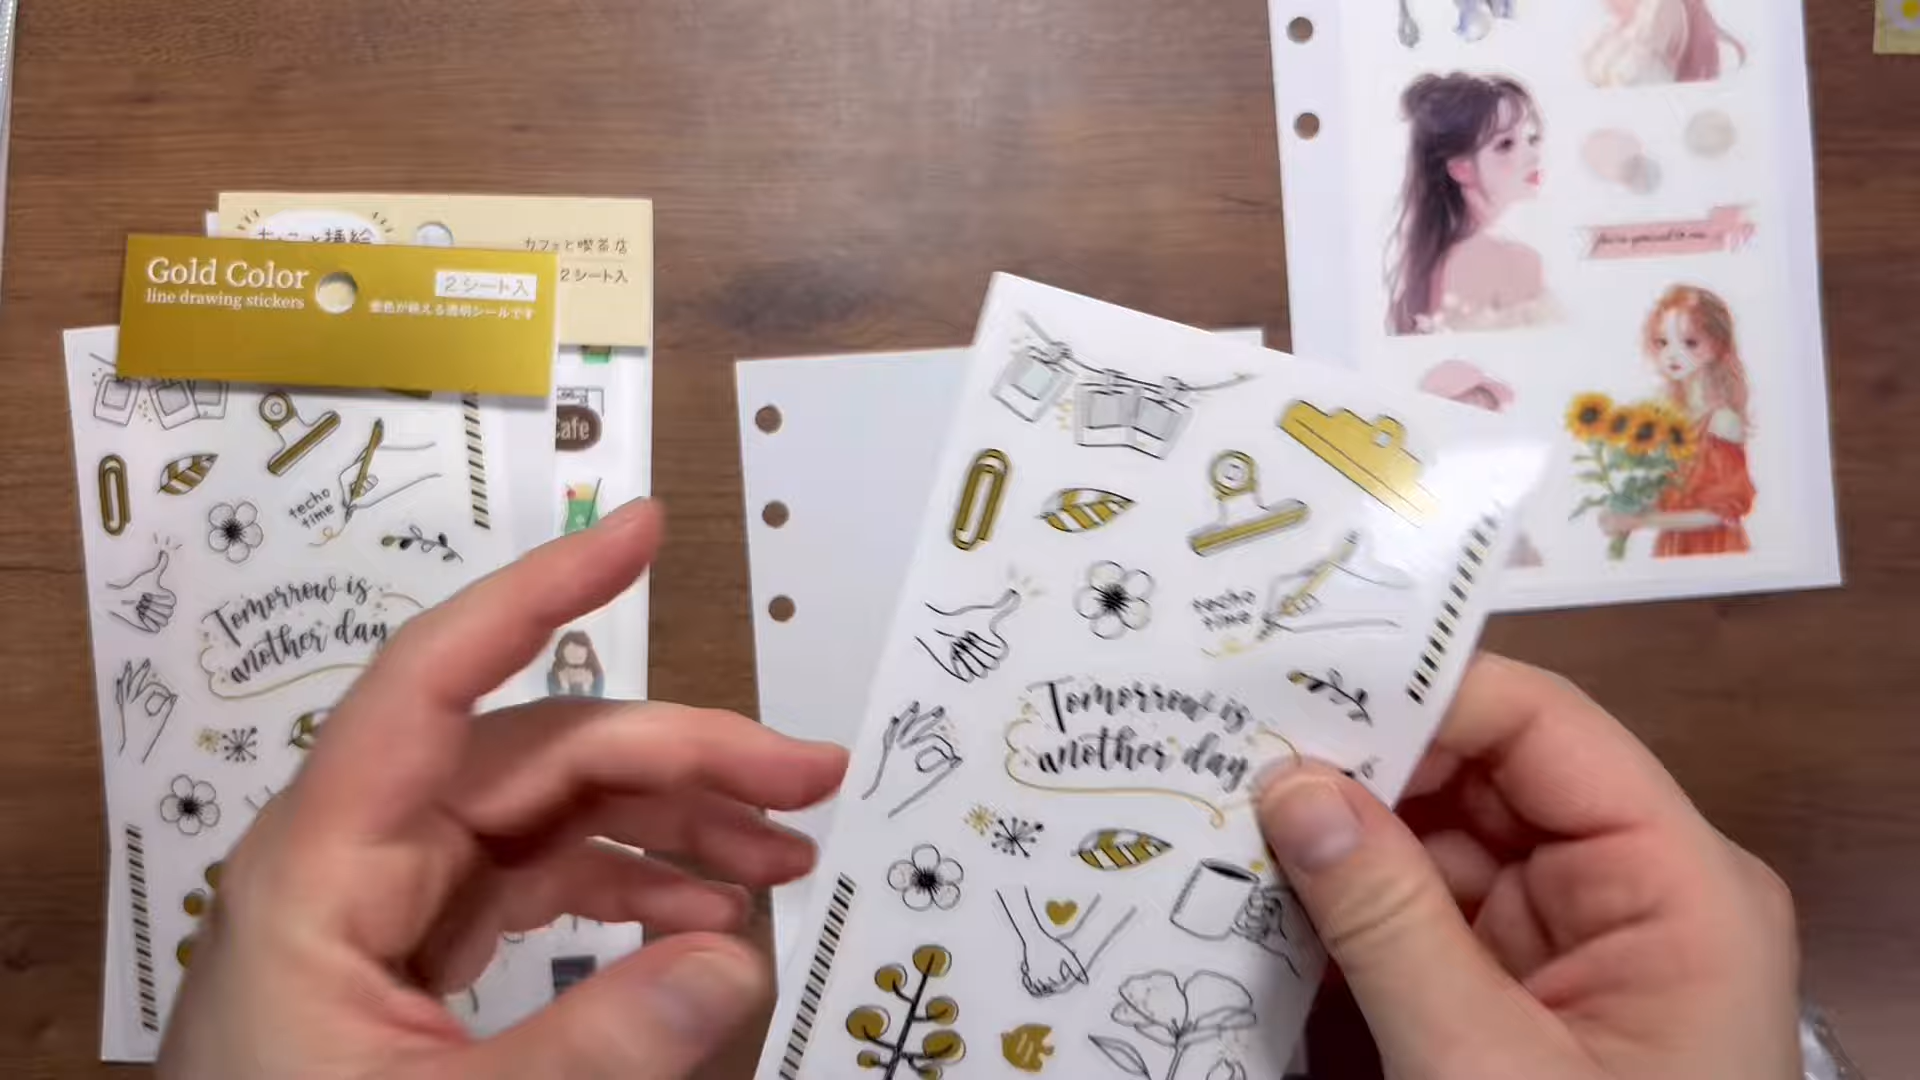 カフェと喫茶店
2シート入
Gold Color
line drawing stickers
2シート入
金色が映える透明シールです
Cafe
techo
time
Tomorrow is
another day
techo
time
Tomorrow is
another day